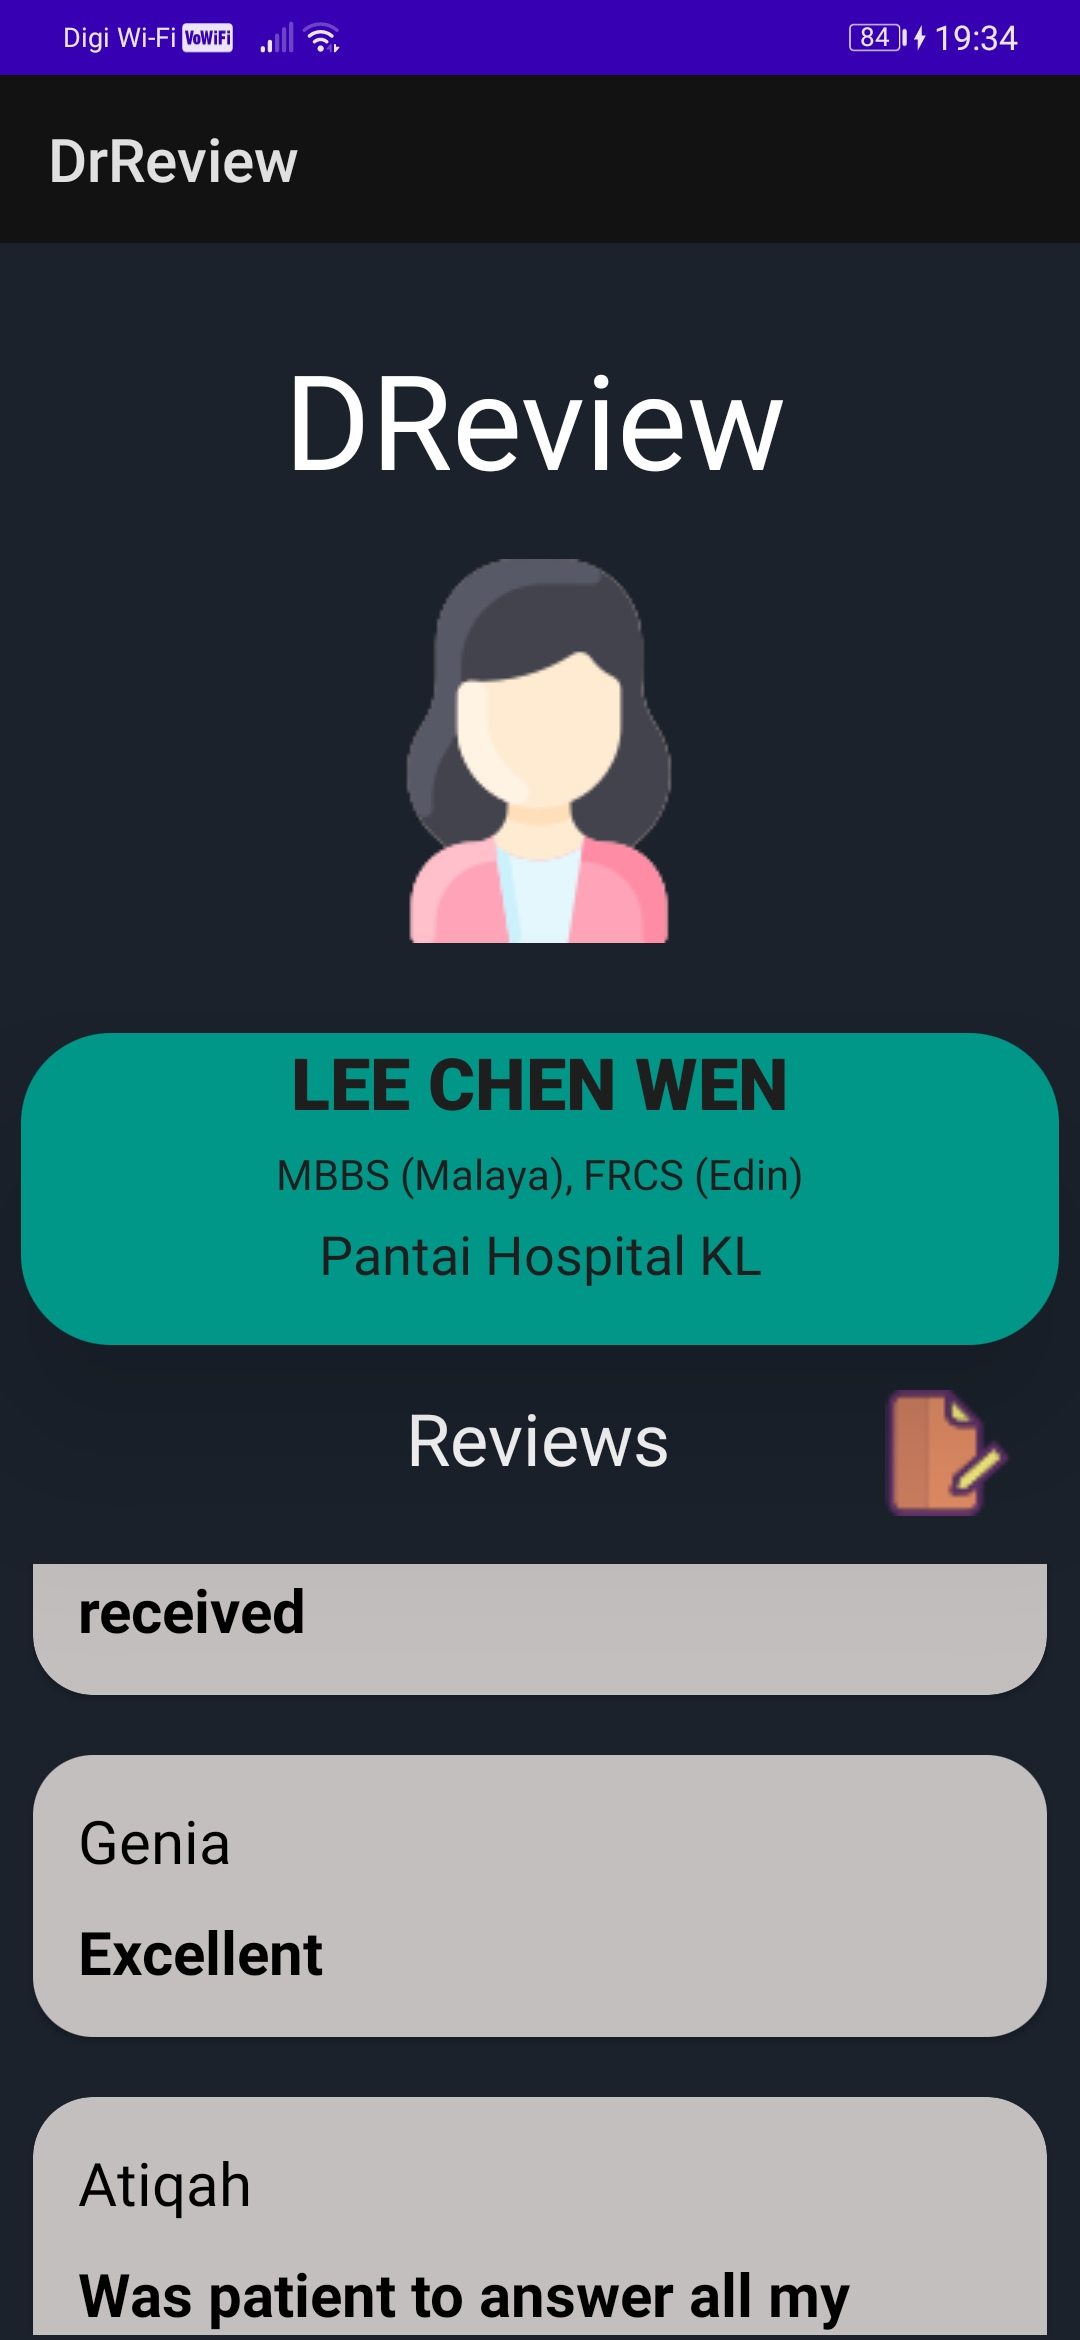 Digi Wi-Fi VoWiFi 84 19:34
DrReview
DReview
LEE CHEN WEN
MBBS (Malaya), FRCS (Edin)
Pantai Hospital KL
Reviews
received
Genia
Excellent
Atiqah
Was patient to answer all my